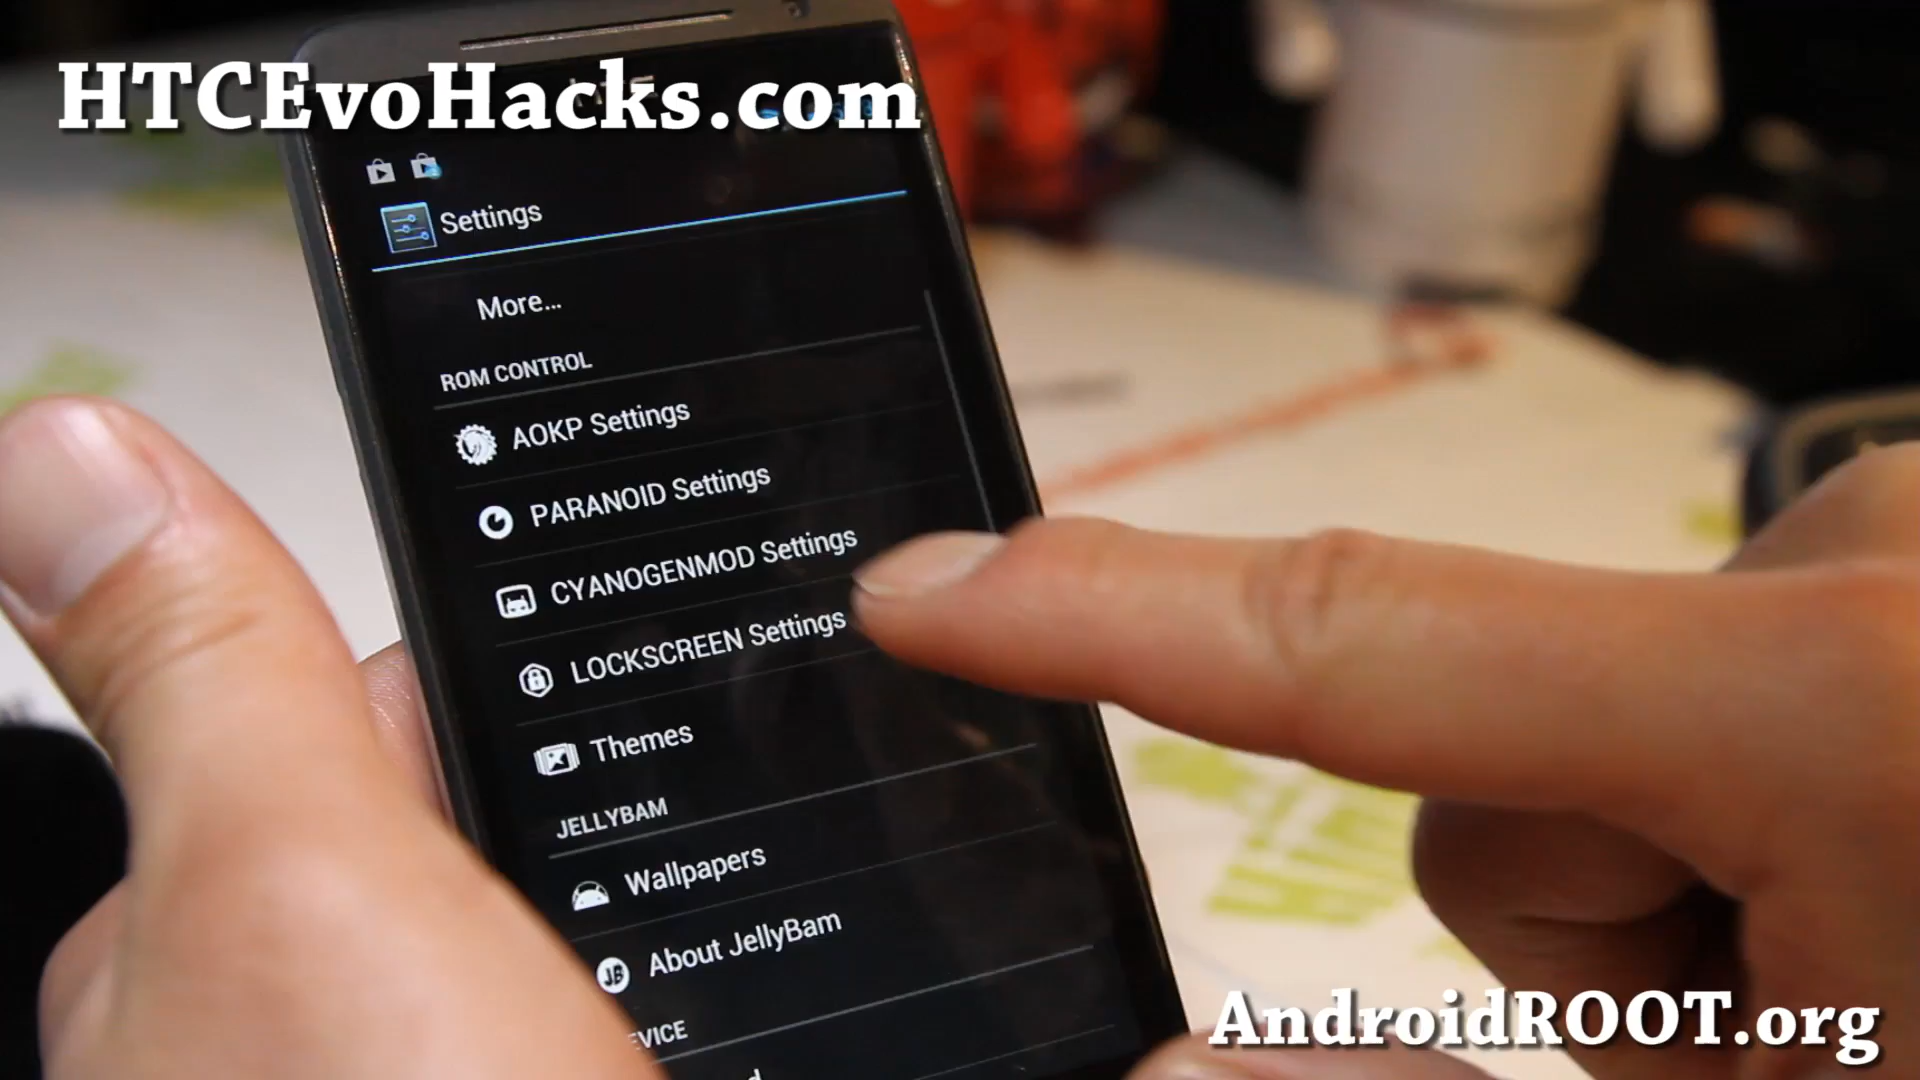 HTCEvoHacks.com
Settings
More...
ROM CONTROL
AOKP Settings
PARANOID Settings
CYANOGENMOD Settings
LOCKSCREEN Settings
Themes
JELLYBAM
Wallpapers
JB About JellyBam
AndroidROOT.org